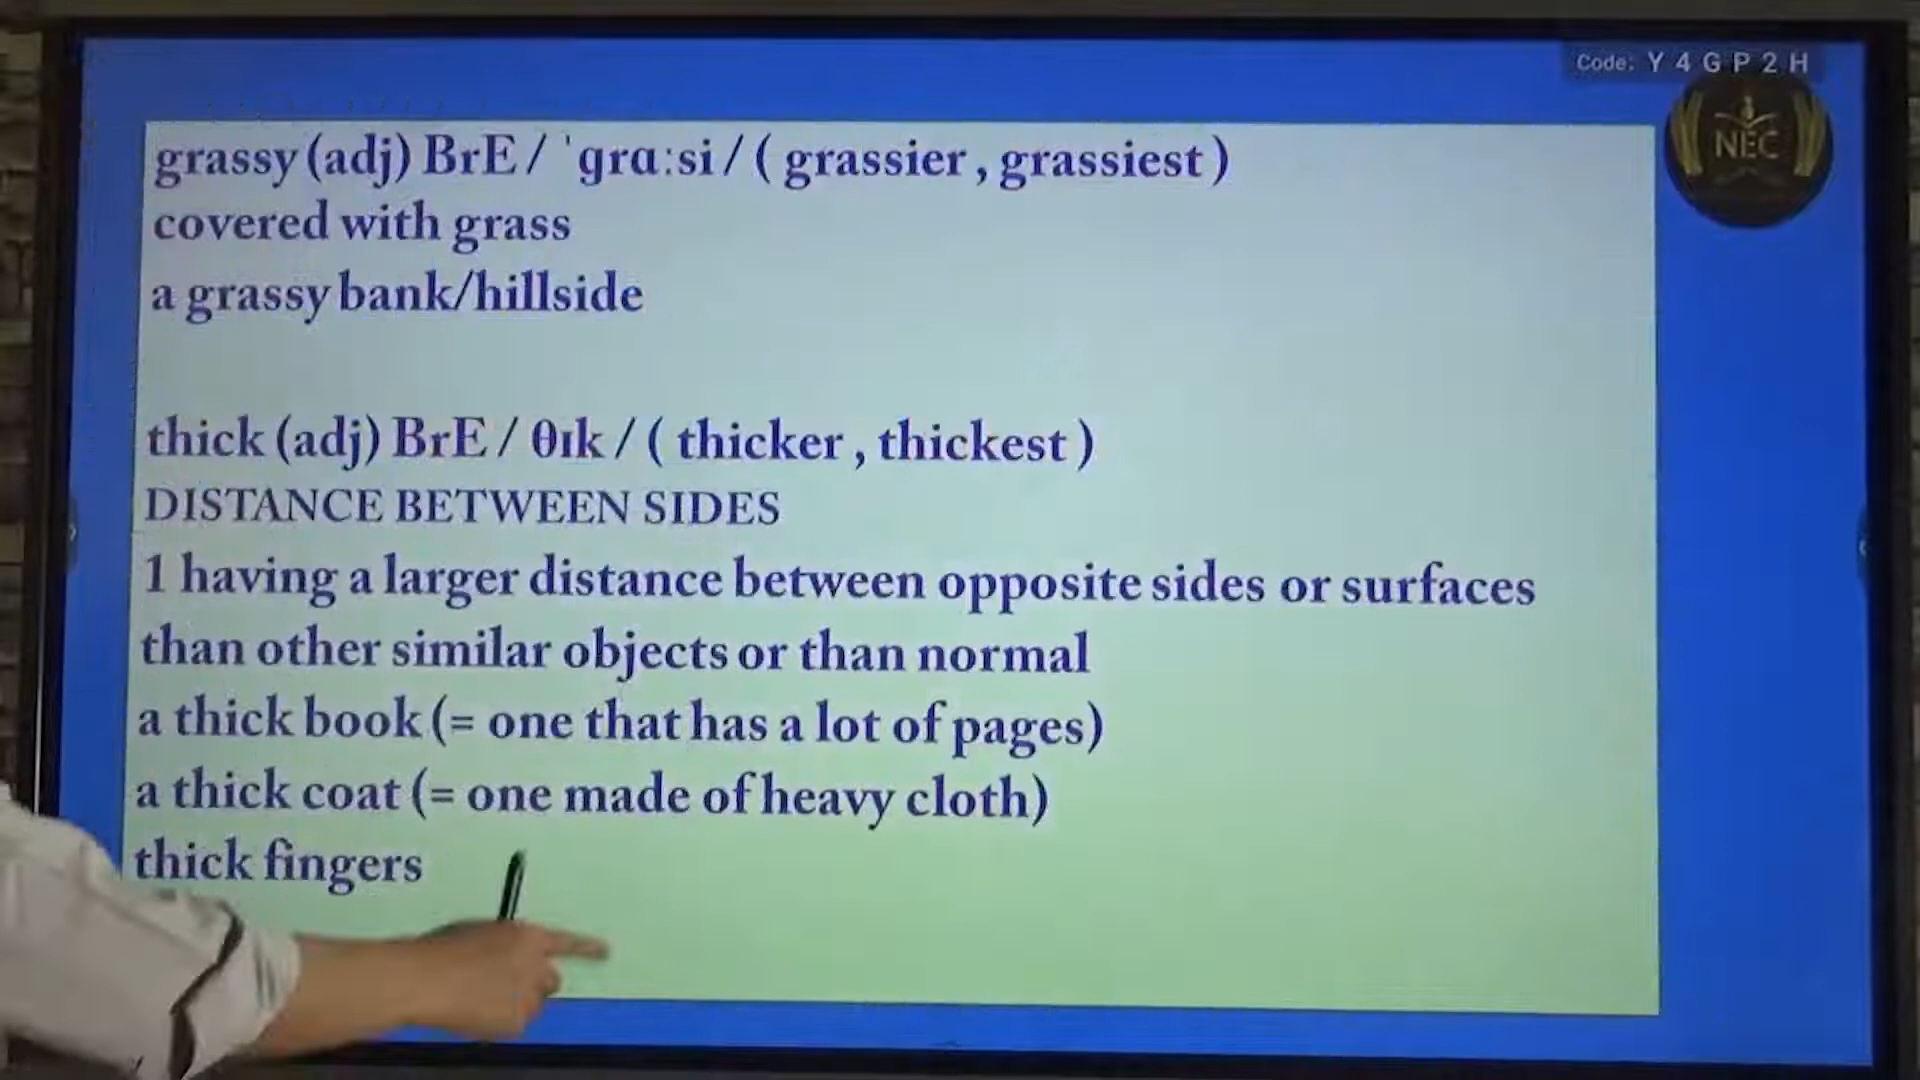 Code: Y 4 G P 2 H
NEC
grassy (adj) BrE / ˈɡrɑːsi / ( grassier , grassiest )
covered with grass
a grassy bank/hillside
thick (adj) BrE / θɪk / ( thicker , thickest )
DISTANCE BETWEEN SIDES
1 having a larger distance between opposite sides or surfaces
than other similar objects or than normal
a thick book (= one that has a lot of pages)
a thick coat (= one made of heavy cloth)
thick fingers